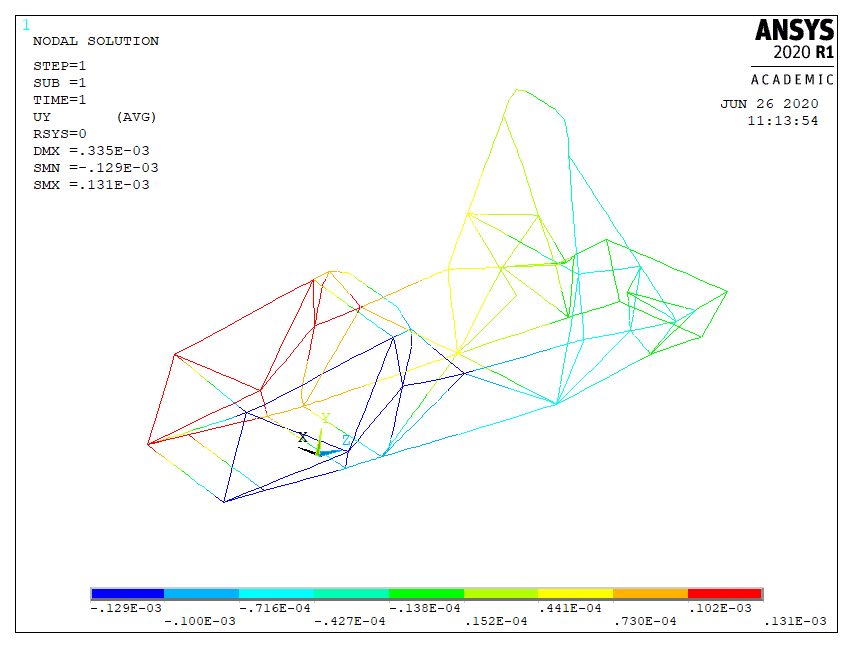 1
NODAL SOLUTION
STEP=1
SUB =1
TIME=1
UY (AVG)
RSYS=0
DMX =.335E-03
SMN =-.129E-03
SMX =.131E-03
ANSYS
2020 R1
ACADEMIC
JUN 26 2020
11:13:54
Y
X Z
-.129E-03 -.716E-04 -.138E-04 .441E-04 .102E-03
-.100E-03 -.427E-04 .152E-04 .730E-04 .131E-03